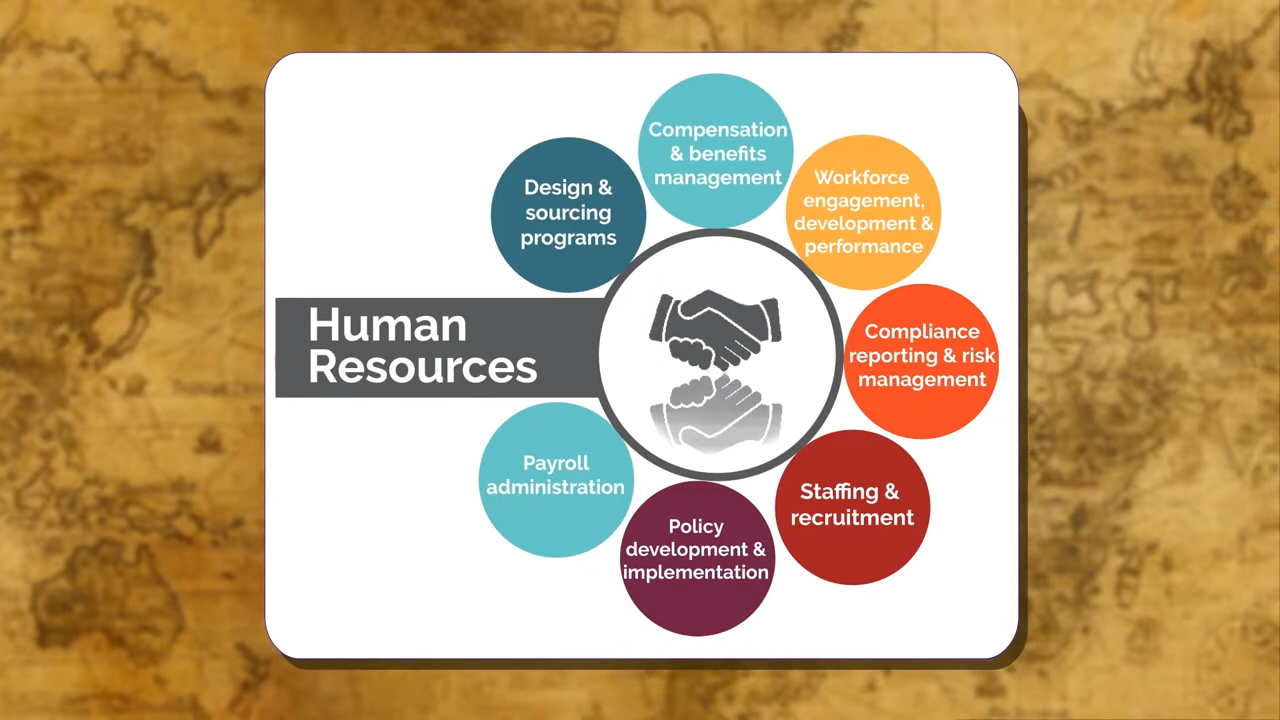 Human
Resources
Design &
sourcing
programs
Compensation
& benefits
management
Workforce
engagement,
development &
performance
Compliance
reporting & risk
management
Staffing &
recruitment
Policy
development &
implementation
Payroll
administration